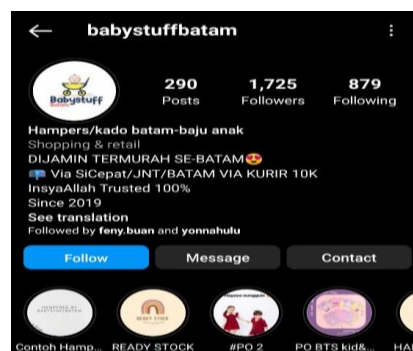 babystuffbatam
Babystuff
Batam
290 1,725 879
Posts Followers Following
Hampers/kado batam-baju anak
Shopping & retail
DIJAMIN TERMURAH SE-BATAM😍
📪 Via SiCepat/JNT/BATAM VIA KURIR 10K
InsyaAllah Trusted 100%
Since 2019
See translation
Followed by feny.buan and yonnahulu
Follow Message Contact
READY STOCK
Contoh Hamp... READY STOCK #PO 2 PO BTS kid&... HA